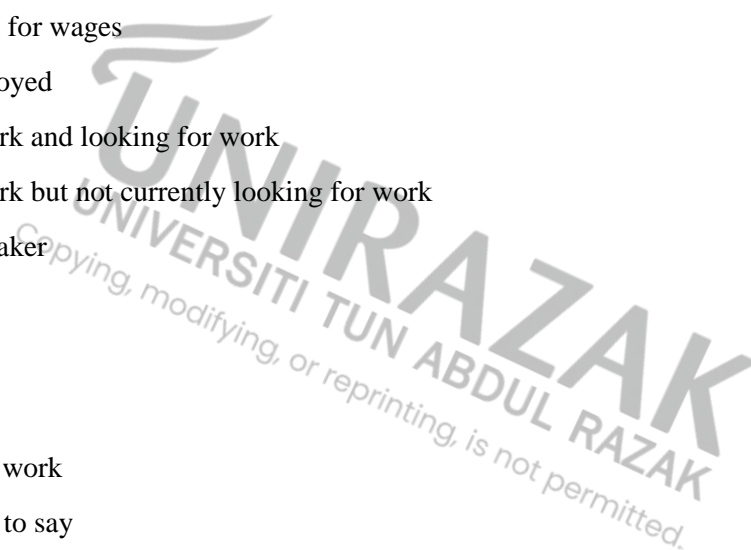 for wages
oyed
rk and looking for work
rk but not currently looking for work
aker
work
to say
UNIRAZAK
UNIVERSITI TUN ABDUL RAZAK
Copying, modifying, or reprinting, is not permitted.